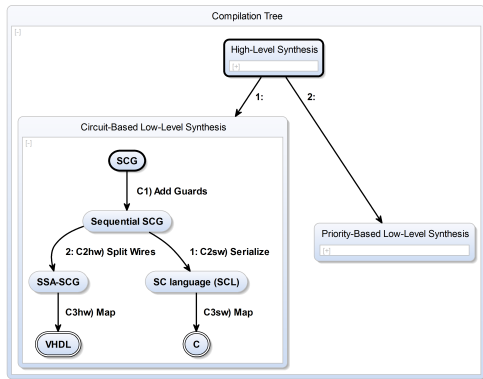 Compilation Tree
[-]
High-Level Synthesis
[+]
1:
2:
Circuit-Based Low-Level Synthesis
[-]
SCG
C1) Add Guards
Sequential SCG
2: C2hw) Split Wires
1: C2sw) Serialize
Priority-Based Low-Level Synthesis
[+]
SSA-SCG
SC language (SCL)
C3hw) Map
C3sw) Map
VHDL
C